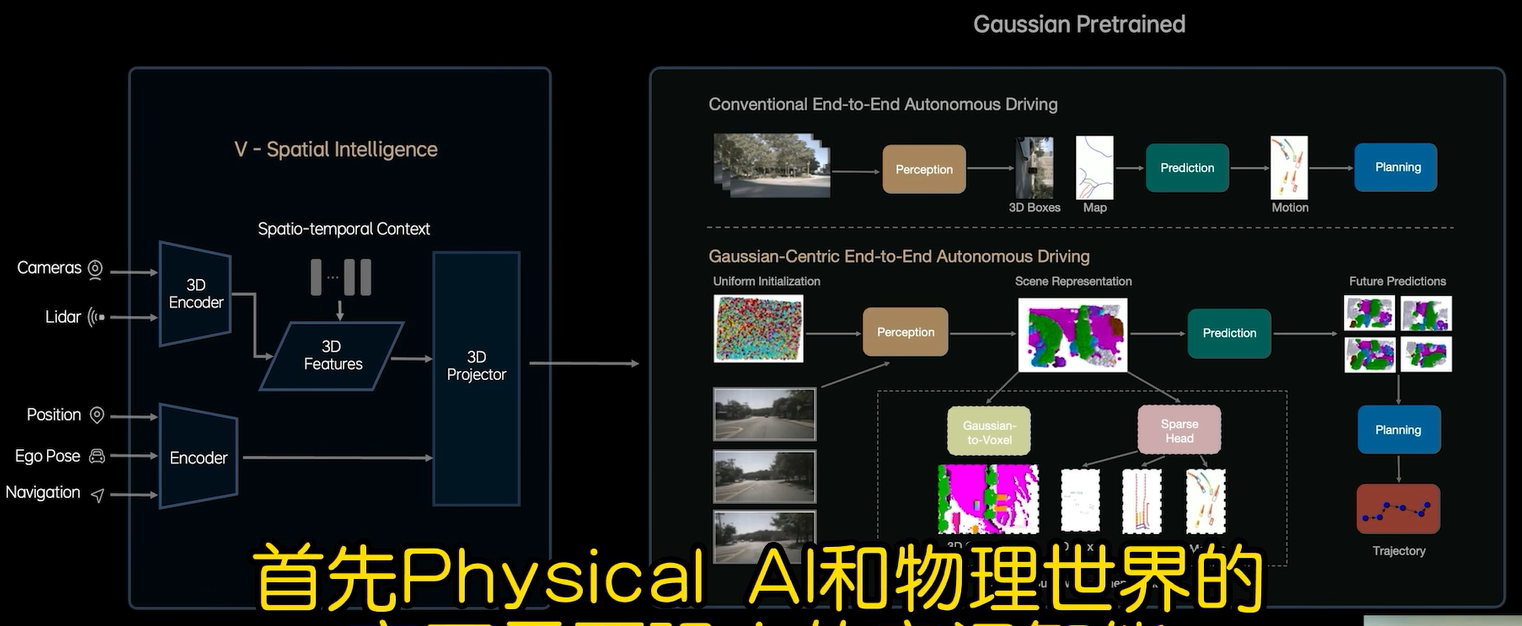 Gaussian Pretrained
V - Spatial Intelligence
Spatio-temporal Context
...
Cameras
Lidar
3D
Encoder
3D
Features
3D
Projector
Position
Ego Pose
Navigation
Encoder
Conventional End-to-End Autonomous Driving
Perception
3D Boxes
Map
Prediction
Motion
Planning
Gaussian-Centric End-to-End Autonomous Driving
Uniform Initialization
Scene Representation
Future Predictions
Perception
Prediction
Gaussian-
to-Voxel
Sparse
Head
Planning
Trajectory
首先Physical AI和物理世界的